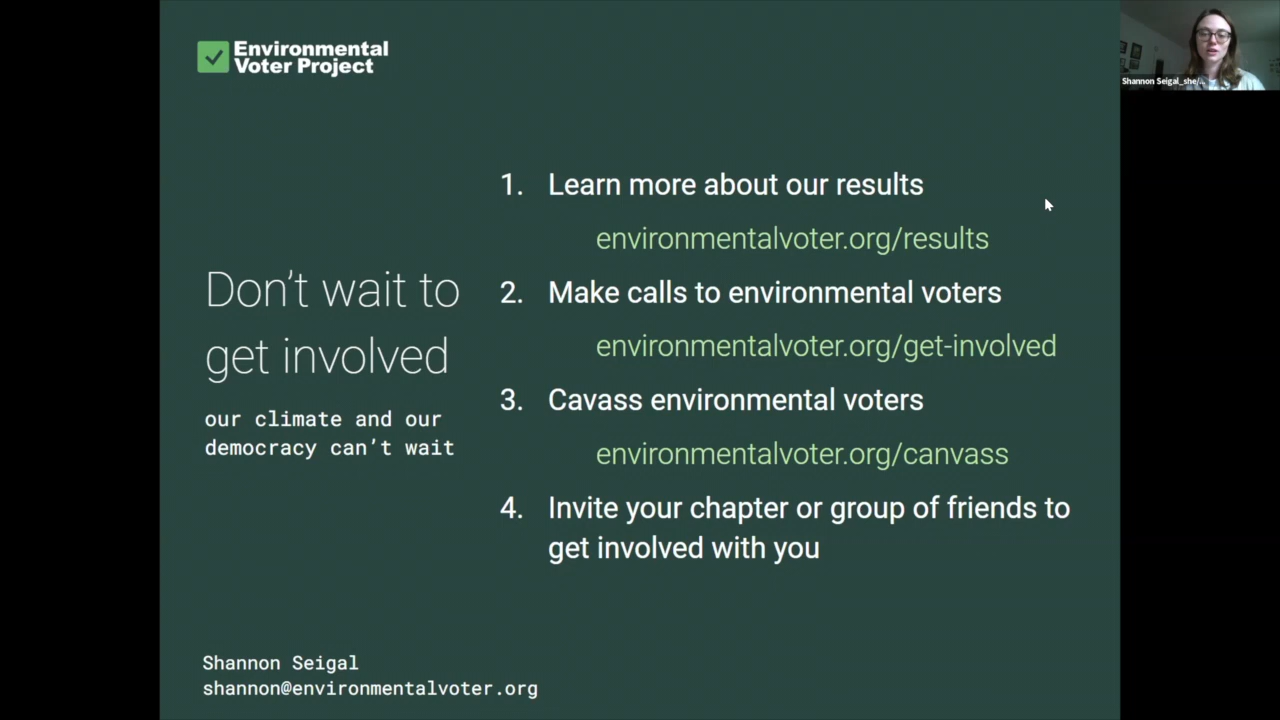 Environmental
Voter Project
Shannon Seigal_she/...
Don't wait to
get involved
our climate and our
democracy can't wait
1. Learn more about our results
environmentalvoter.org/results
2. Make calls to environmental voters
environmentalvoter.org/get-involved
3. Cavass environmental voters
environmentalvoter.org/canvass
4. Invite your chapter or group of friends to
get involved with you
Shannon Seigal
shannon@environmentalvoter.org